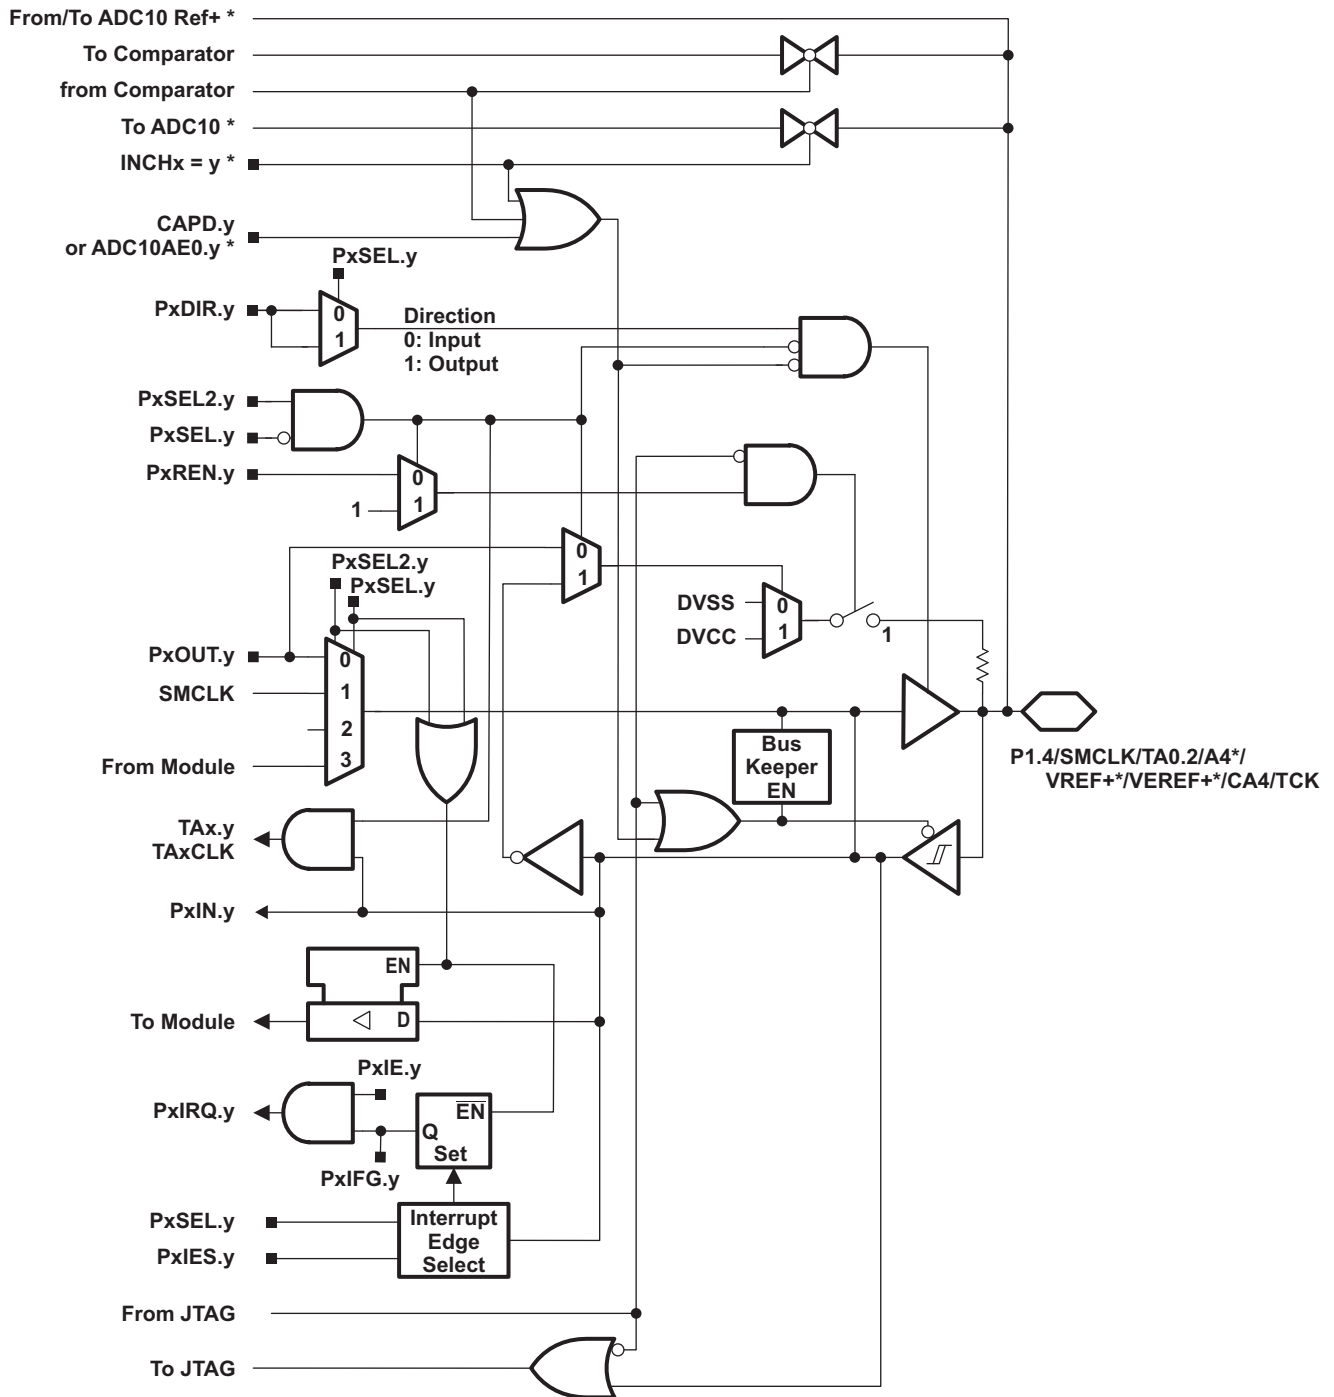 From/To ADC10 Ref+ *
To Comparator
from Comparator
To ADC10 *
INCHx = y *
CAPD.y
or ADC10AE0.y *
PxSEL.y
PxDIR.y
0
1
Direction
0: Input
1: Output
PxSEL2.y
PxSEL.y
PxREN.y
0
1
1
0
1
PxSEL2.y
PxSEL.y
DVSS
DVCC
0
1
1
PxOUT.y
SMCLK
From Module
0
1
2
3
Bus
Keeper
EN
P1.4/SMCLK/TA0.2/A4*/
VREF+*/VEREF+*/CA4/TCK
TAx.y
TAxCLK
PxIN.y
EN
D
To Module
PxIE.y
PxIRQ.y
EN
Q
Set
PxIFG.y
PxSEL.y
PxIES.y
Interrupt
Edge
Select
From JTAG
To JTAG